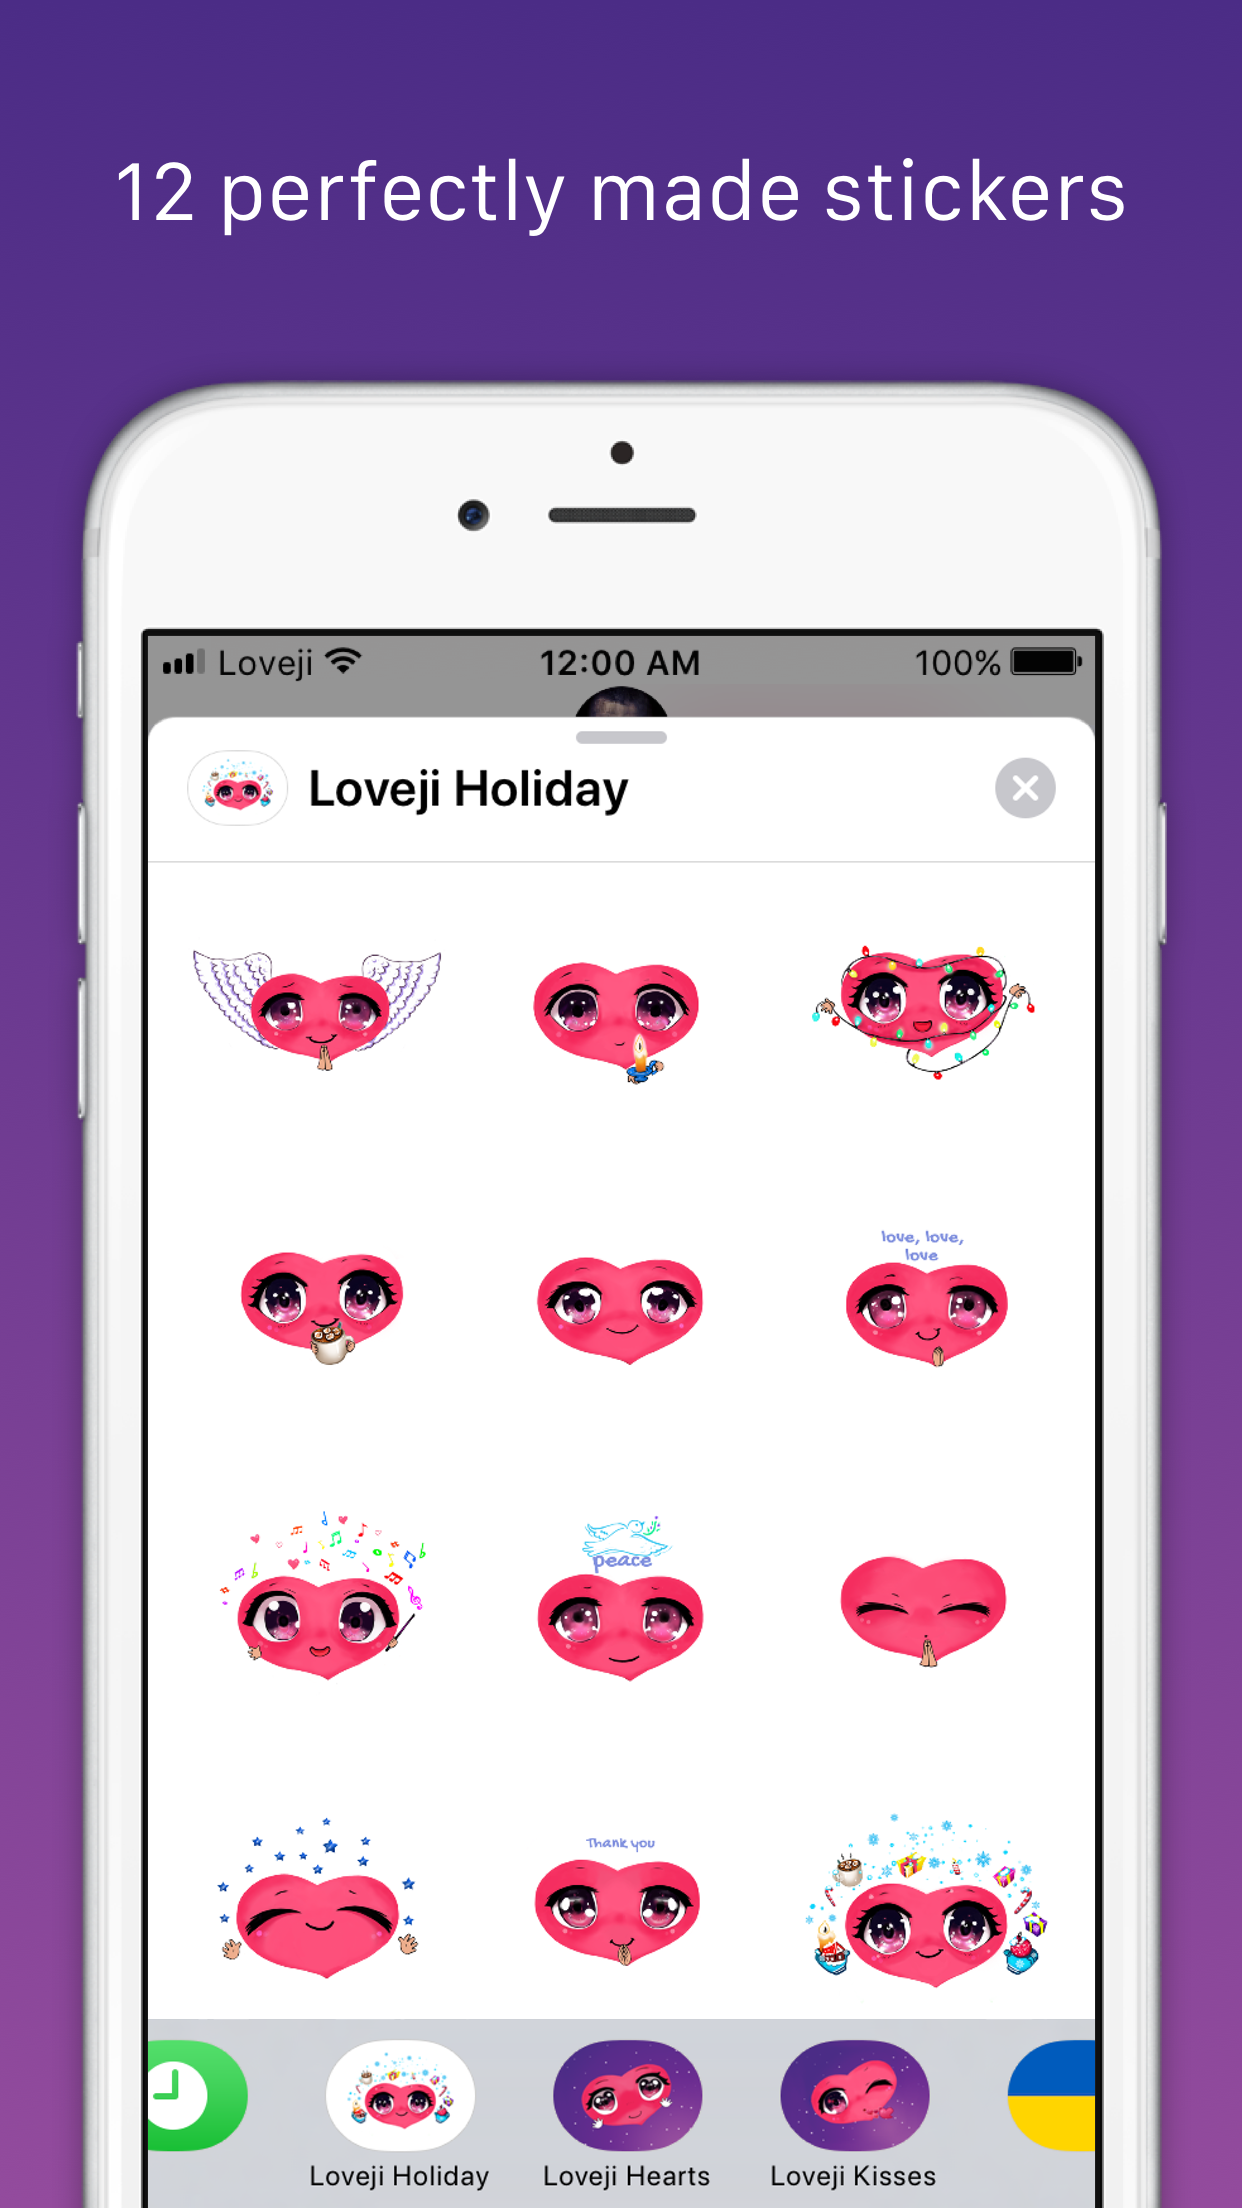 12 perfectly made stickers
Loveji 12:00 AM 100%
Loveji Holiday
love, love,
love
peace
Thank you
Loveji Holiday Loveji Hearts Loveji Kisses